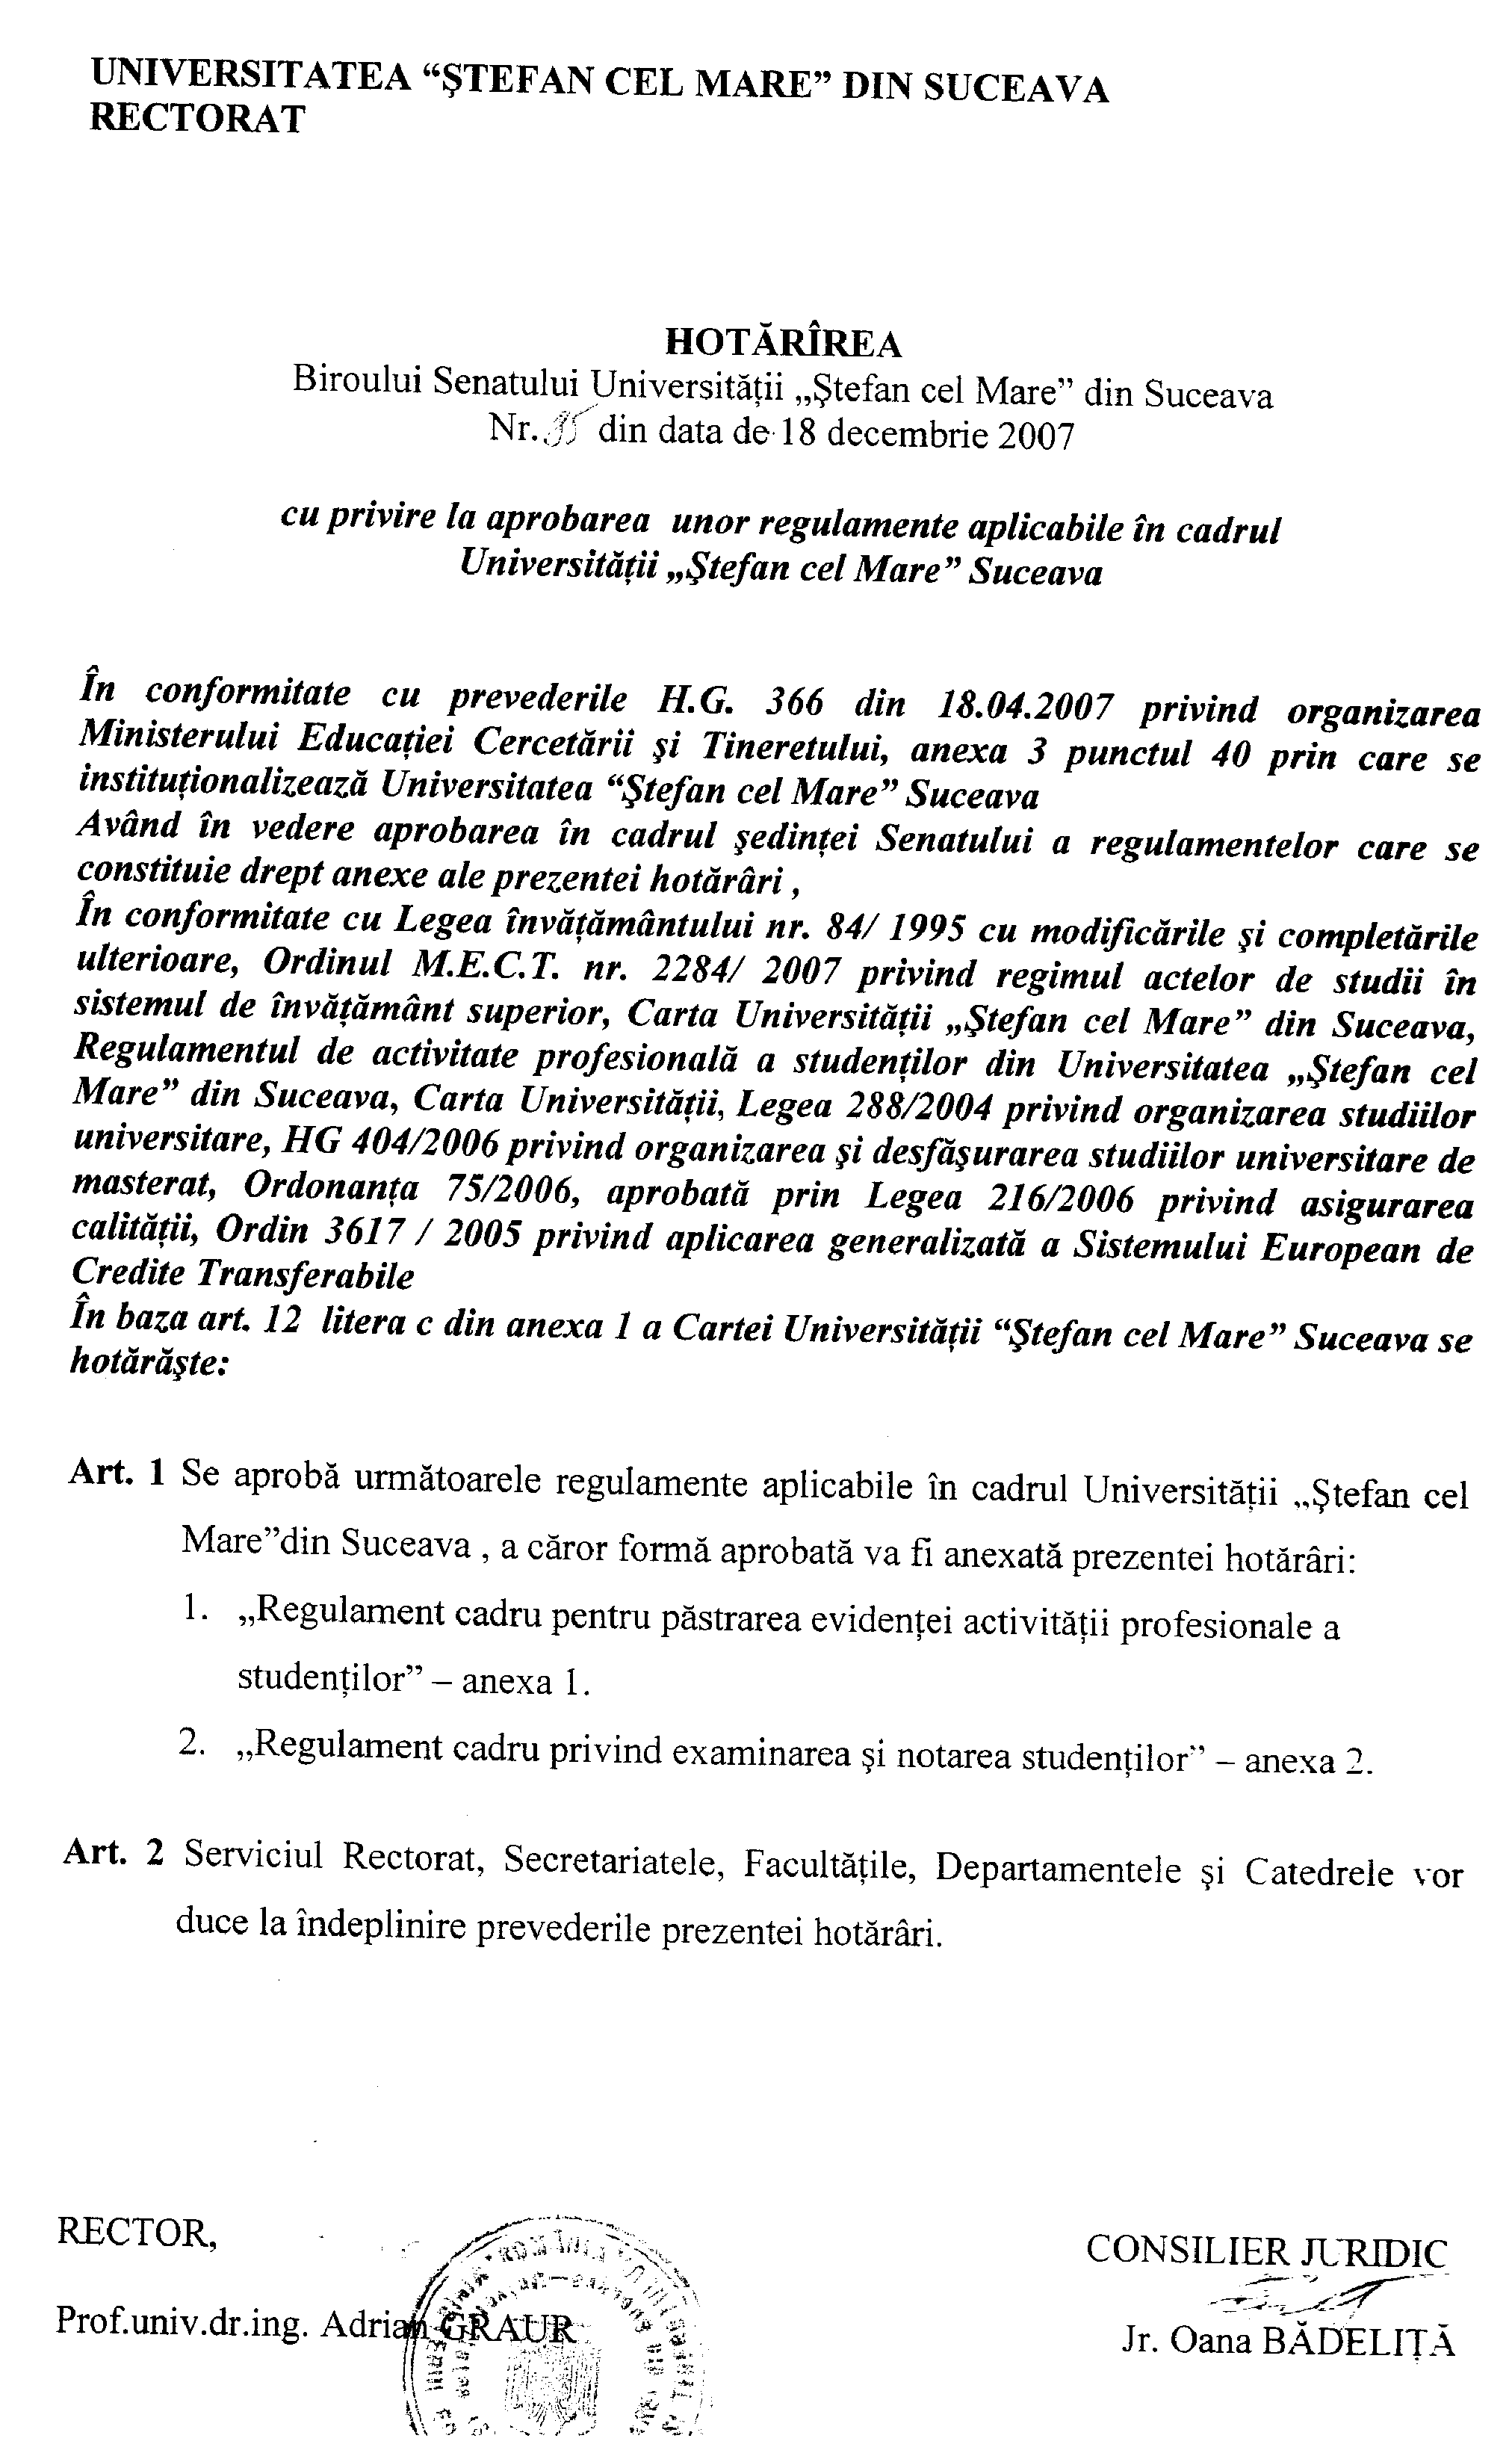 UNIVERSITATEA “ŞTEFAN CEL MARE” DIN SUCEAVA
RECTORAT
HOTĂRÎREA
Biroului Senatului Universităţii „Ştefan cel Mare” din Suceava
Nr. din data de 18 decembrie 2007
cu privire la aprobarea unor regulamente aplicabile în cadrul
Universităţii „Ştefan cel Mare” Suceava
În conformitate cu prevederile H.G. 366 din 18.04.2007 privind organizarea
Ministerului Educaţiei Cercetării şi Tineretului, anexa 3 punctul 40 prin care se
instituţionalizează Universitatea “Ştefan cel Mare” Suceava
Având în vedere aprobarea în cadrul şedinţei Senatului a regulamentelor care se
constituie drept anexe ale prezentei hotărâri ,
În conformitate cu Legea învăţământului nr. 84/ 1995 cu modificările şi completările
ulterioare, Ordinul M.E.C.T. nr. 2284/ 2007 privind regimul actelor de studii în
sistemul de învăţământ superior, Carta Universităţii „Ştefan cel Mare” din Suceava,
Regulamentul de activitate profesională a studenţilor din Universitatea „Ştefan cel
Mare” din Suceava, Carta Universităţii, Legea 288/2004 privind organizarea studiilor
universitare, HG 404/2006 privind organizarea şi desfăşurarea studiilor universitare de
masterat, Ordonanţa 75/2006, aprobată prin Legea 216/2006 privind asigurarea
calităţii, Ordin 3617 / 2005 privind aplicarea generalizată a Sistemului European de
Credite Transferabile
În baza art. 12 litera c din anexa 1 a Cartei Universităţii “Ştefan cel Mare” Suceava se
hotărăşte:
Art. 1 Se aprobă următoarele regulamente aplicabile în cadrul Universităţii „Ştefan cel
Mare”din Suceava , a căror formă aprobată va fi anexată prezentei hotărâri:
1. „Regulament cadru pentru păstrarea evidenţei activităţii profesionale a
studenţilor” – anexa 1.
2. „Regulament cadru privind examinarea şi notarea studenţilor” – anexa 2.
Art. 2 Serviciul Rectorat, Secretariatele, Facultăţile, Departamentele şi Catedrele vor
duce la îndeplinire prevederile prezentei hotărâri.
RECTOR,
CONSILIER JURIDIC
Prof.univ.dr.ing. Adrian GRAUR
Jr. Oana BĂDELIŢĂ